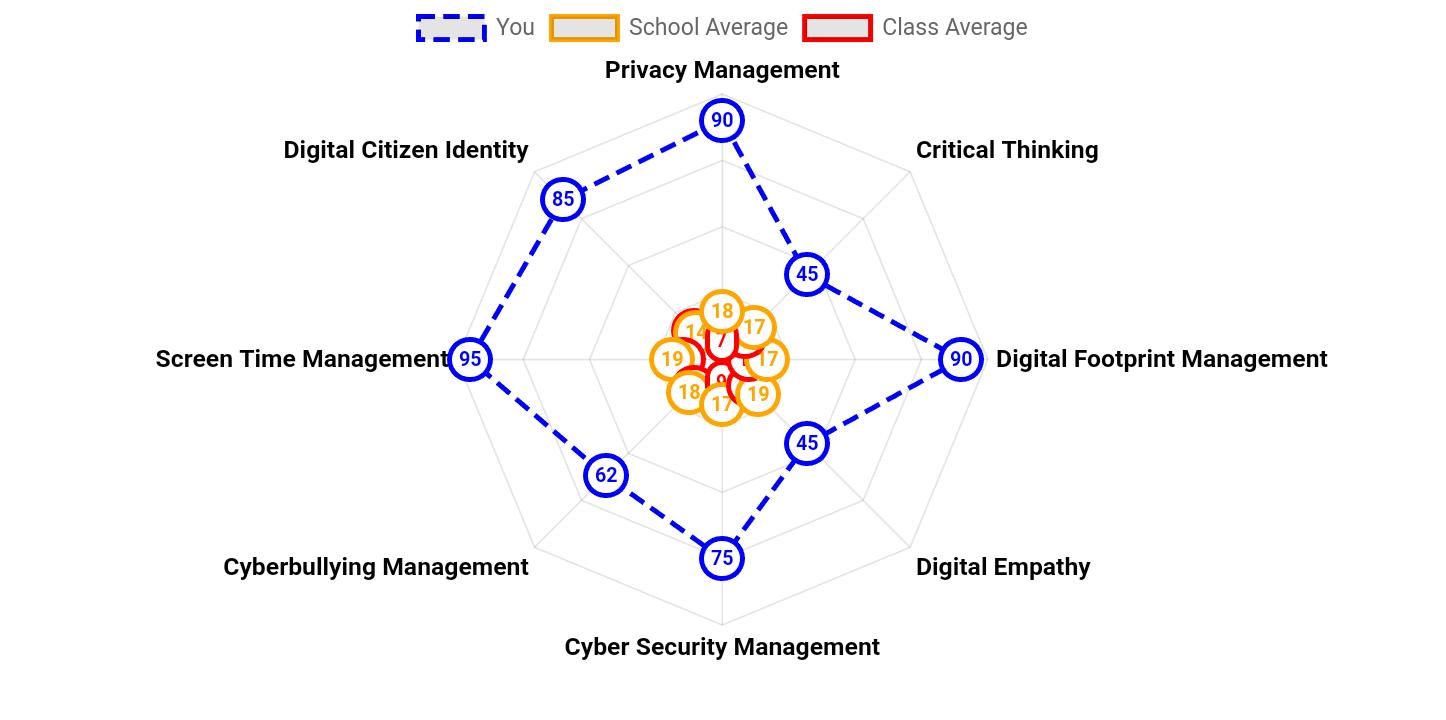 You School Average Class Average
Privacy Management
90
Digital Citizen Identity Critical Thinking
85
45
18
17
14
7
Screen Time Management 95 19 17 90 Digital Footprint Management
9
18 19
17
45
62
75
Cyberbullying Management Digital Empathy
Cyber Security Management